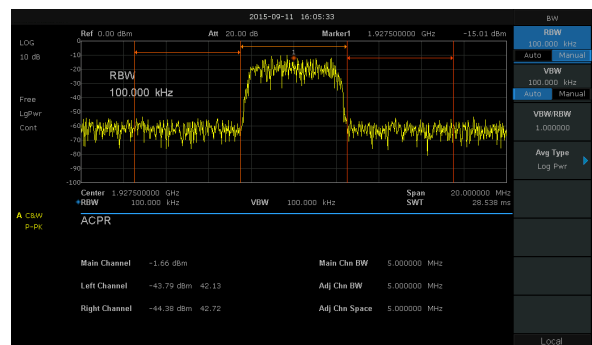 2015-09-11 16:05:33
BW
LOG
10 dB
Free
LgPwr
Cont
A C&W
P-PK
Ref 0.00 dBm Att 20.00 dB Marker1 1.927500000 GHz -15.01 dBm
-10
-20
-30
-40
-50
-60
-70
-80
-90
-100
1
RBW
100.000 kHz
Center 1.927500000 GHz Span 20.000000 MHz
RBW 100.000 kHz VBW 100.000 kHz SWT 28.538 ms
ACPR
Main Channel -1.66 dBm Main Chn BW 5.000000 MHz
Left Channel -43.79 dBm 42.13 Adj Chn BW 5.000000 MHz
Right Channel -44.38 dBm 42.72 Adj Chn Space 5.000000 MHz
RBW
100.000 kHz
Auto Manual
VBW
100.000 kHz
Auto Manual
VBW/RBW
1.000000
Avg Type
Log Pwr
Local